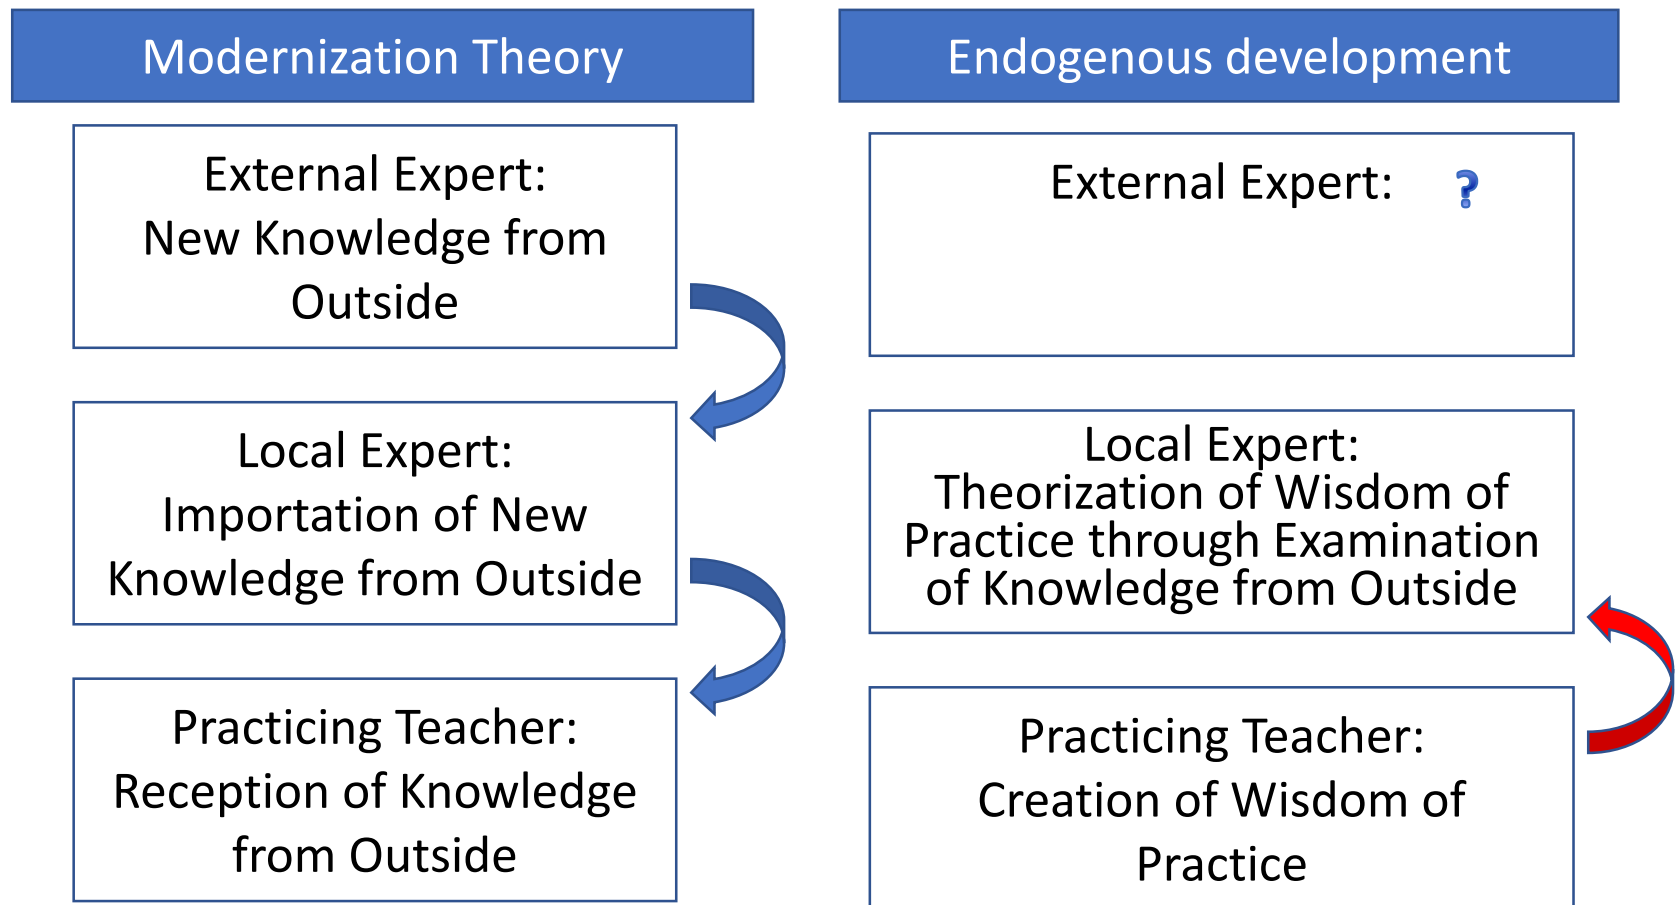 Modernization Theory
External Expert:
New Knowledge from
Outside
Local Expert:
Importation of New
Knowledge from Outside
Practicing Teacher:
Reception of Knowledge
from Outside
Endogenous development
External Expert: ?
Local Expert:
Theorization of Wisdom of
Practice through Examination
of Knowledge from Outside
Practicing Teacher:
Creation of Wisdom of
Practice